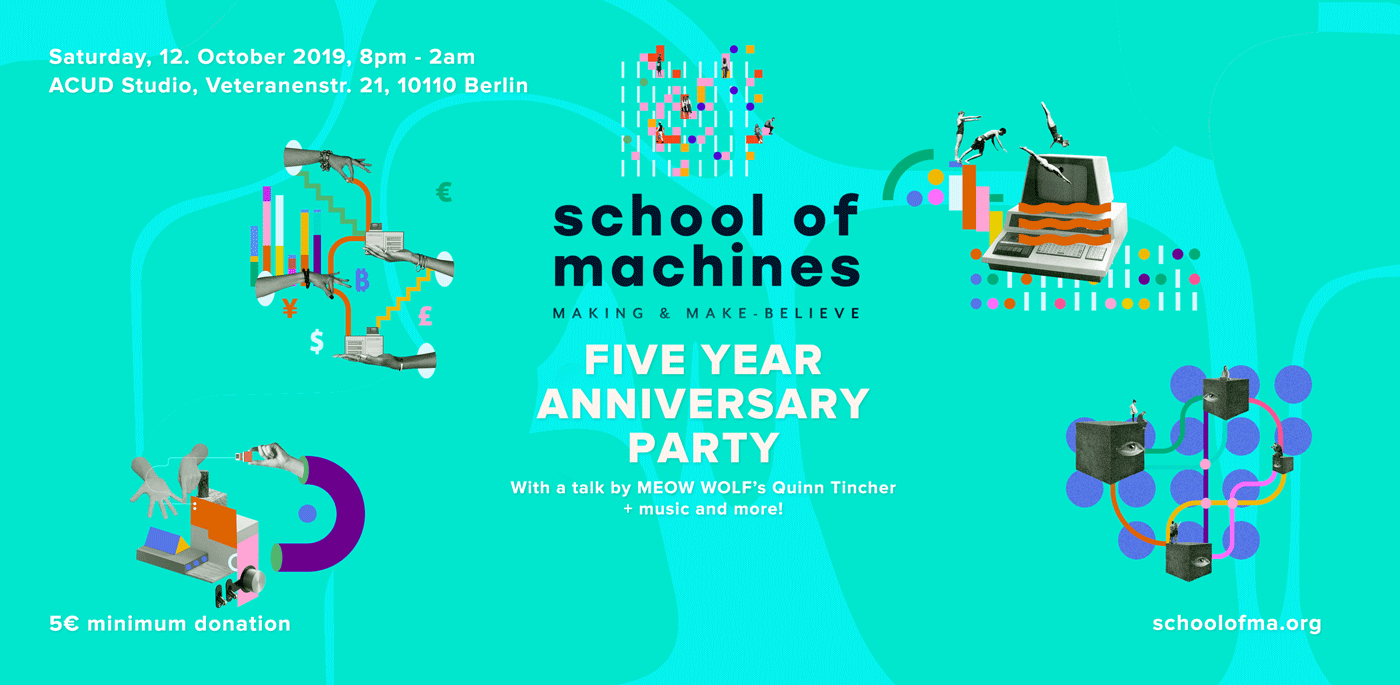 Saturday, 12. October 2019, 8pm - 2am
ACUD Studio, Veteranenstr. 21, 10110 Berlin
school of
machines
MAKING & MAKE-BELIEVE
FIVE YEAR
ANNIVERSARY
PARTY
With a talk by MEOW WOLF's Quinn Tincher
+ music and more!
€
₿
¥
£
$
5€ minimum donation
schoolofma.org